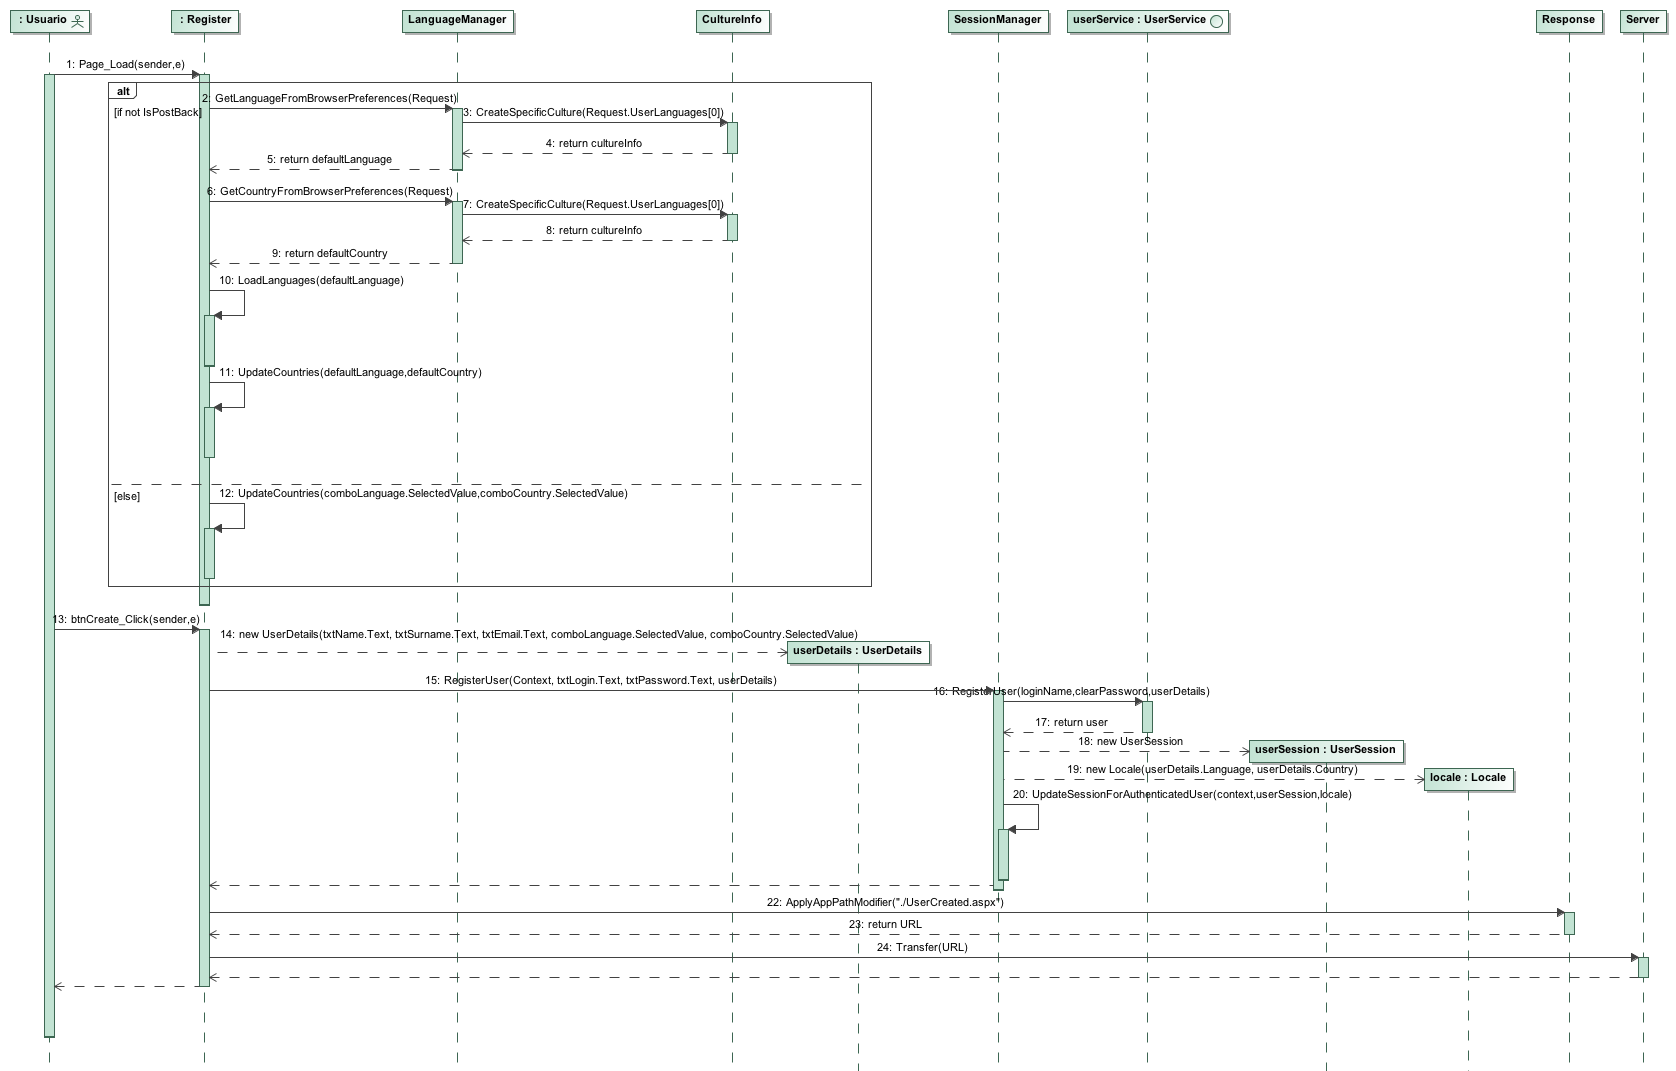 : Usuario
: Register
LanguageManager
CultureInfo
SessionManager
userService : UserService
Response
Server
1: Page_Load(sender,e)
alt
2: GetLanguageFromBrowserPreferences(Request)
[if not IsPostBack]
3: CreateSpecificCulture(Request.UserLanguages[0])
4: return cultureInfo
5: return defaultLanguage
6: GetCountryFromBrowserPreferences(Request)
7: CreateSpecificCulture(Request.UserLanguages[0])
8: return cultureInfo
9: return defaultCountry
10: LoadLanguages(defaultLanguage)
11: UpdateCountries(defaultLanguage,defaultCountry)
[else]
12: UpdateCountries(comboLanguage.SelectedValue,comboCountry.SelectedValue)
13: btnCreate_Click(sender,e)
14: new UserDetails(txtName.Text, txtSurname.Text, txtEmail.Text, comboLanguage.SelectedValue, comboCountry.SelectedValue)
userDetails : UserDetails
15: RegisterUser(Context, txtLogin.Text, txtPassword.Text, userDetails)
16: RegisterUser(loginName,clearPassword,userDetails)
17: return user
18: new UserSession
userSession : UserSession
19: new Locale(userDetails.Language, userDetails.Country)
locale : Locale
20: UpdateSessionForAuthenticatedUser(context,userSession,locale)
22: ApplyAppPathModifier("./UserCreated.aspx")
23: return URL
24: Transfer(URL)